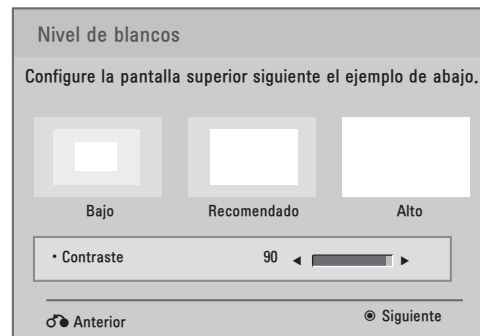 Nivel de blancos
Configure la pantalla superior siguiente el ejemplo de abajo.
Bajo Recomendado Alto
• Contraste 90 ◄ ►
Anterior ◉ Siguiente